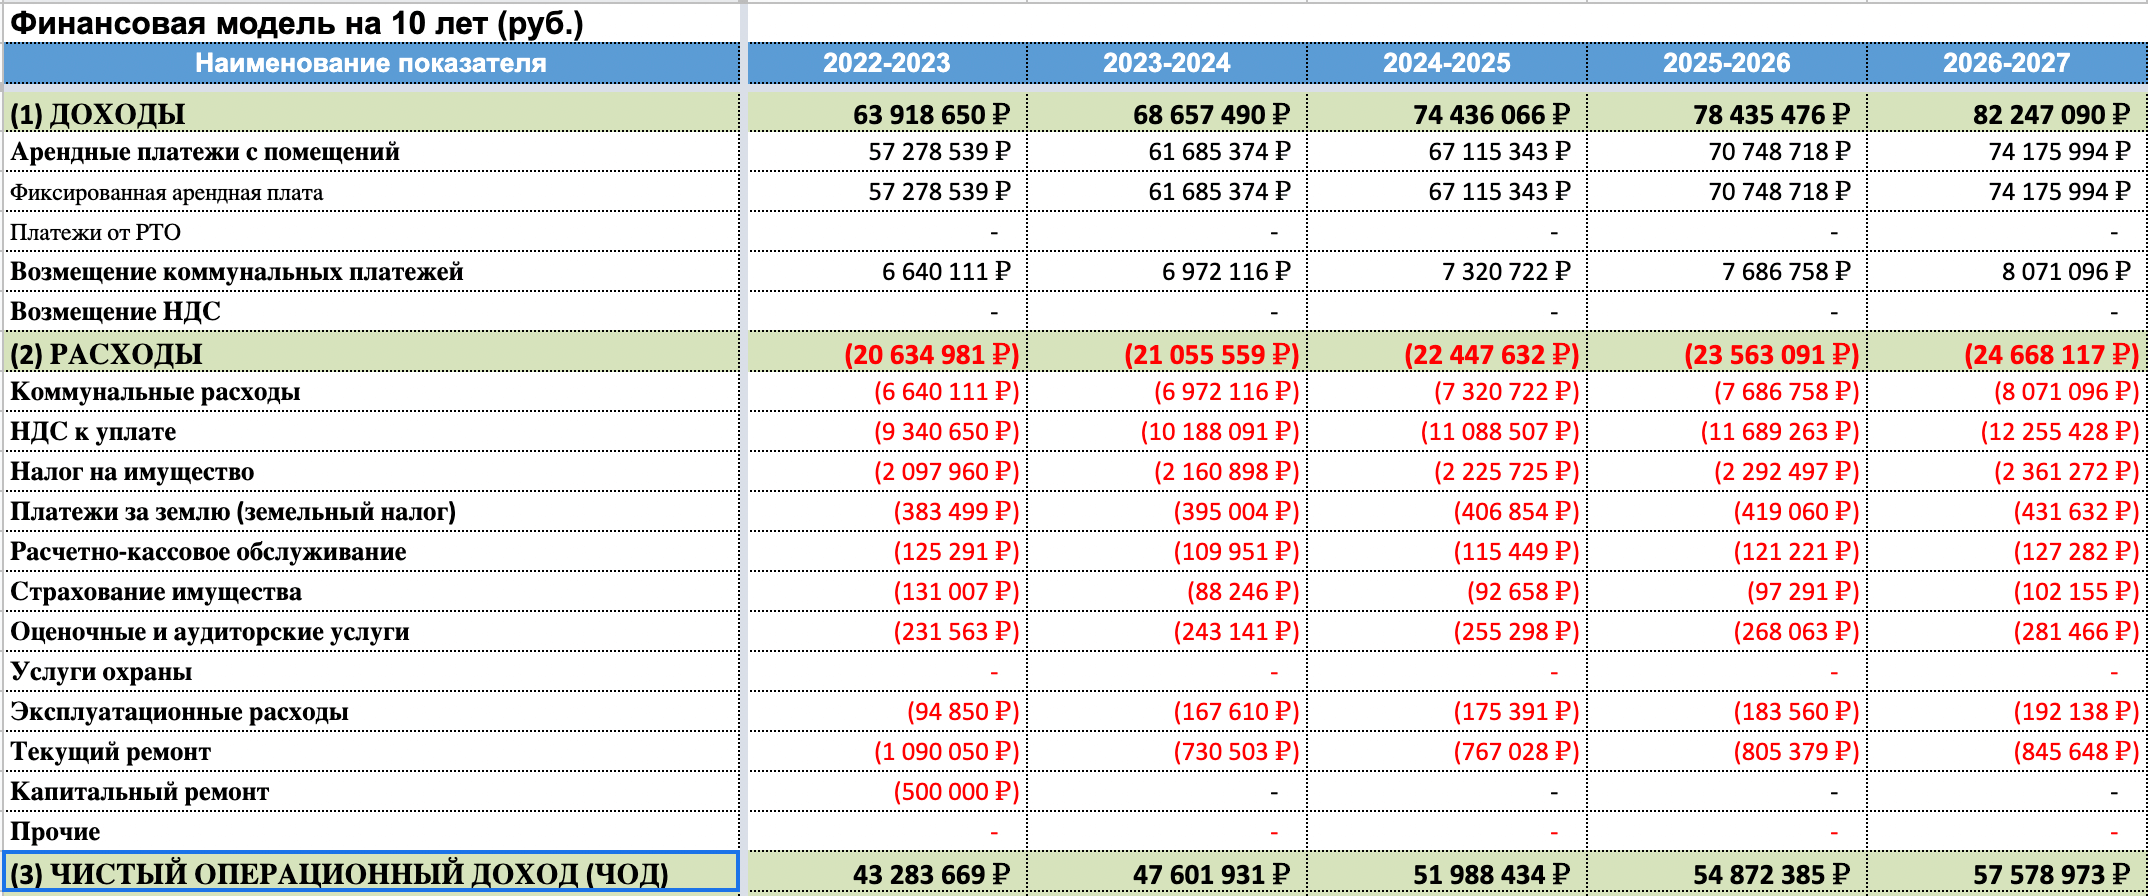 Финансовая модель на 10 лет (руб.)
Наименование показателя 2022-2023 2023-2024 2024-2025 2025-2026 2026-2027
(1) ДОХОДЫ 63 918 650 ₽ 68 657 490 ₽ 74 436 066 ₽ 78 435 476 ₽ 82 247 090 ₽
Арендные платежи с помещений 57 278 539 ₽ 61 685 374 ₽ 67 115 343 ₽ 70 748 718 ₽ 74 175 994 ₽
Фиксированная арендная плата 57 278 539 ₽ 61 685 374 ₽ 67 115 343 ₽ 70 748 718 ₽ 74 175 994 ₽
Платежи от РТО - - - - -
Возмещение коммунальных платежей 6 640 111 ₽ 6 972 116 ₽ 7 320 722 ₽ 7 686 758 ₽ 8 071 096 ₽
Возмещение НДС - - - - -
(2) РАСХОДЫ (20 634 981 ₽) (21 055 559 ₽) (22 447 632 ₽) (23 563 091 ₽) (24 668 117 ₽)
Коммунальные расходы (6 640 111 ₽) (6 972 116 ₽) (7 320 722 ₽) (7 686 758 ₽) (8 071 096 ₽)
НДС к уплате (9 340 650 ₽) (10 188 091 ₽) (11 088 507 ₽) (11 689 263 ₽) (12 255 428 ₽)
Налог на имущество (2 097 960 ₽) (2 160 898 ₽) (2 225 725 ₽) (2 292 497 ₽) (2 361 272 ₽)
Платежи за землю (земельный налог) (383 499 ₽) (395 004 ₽) (406 854 ₽) (419 060 ₽) (431 632 ₽)
Расчетно-кассовое обслуживание (125 291 ₽) (109 951 ₽) (115 449 ₽) (121 221 ₽) (127 282 ₽)
Страхование имущества (131 007 ₽) (88 246 ₽) (92 658 ₽) (97 291 ₽) (102 155 ₽)
Оценочные и аудиторские услуги (231 563 ₽) (243 141 ₽) (255 298 ₽) (268 063 ₽) (281 466 ₽)
Услуги охраны - - - - -
Эксплуатационные расходы (94 850 ₽) (167 610 ₽) (175 391 ₽) (183 560 ₽) (192 138 ₽)
Текущий ремонт (1 090 050 ₽) (730 503 ₽) (767 028 ₽) (805 379 ₽) (845 648 ₽)
Капитальный ремонт (500 000 ₽) - - - -
Прочие - - - - -
(3) ЧИСТЫЙ ОПЕРАЦИОННЫЙ ДОХОД (ЧОД) 43 283 669 ₽ 47 601 931 ₽ 51 988 434 ₽ 54 872 385 ₽ 57 578 973 ₽